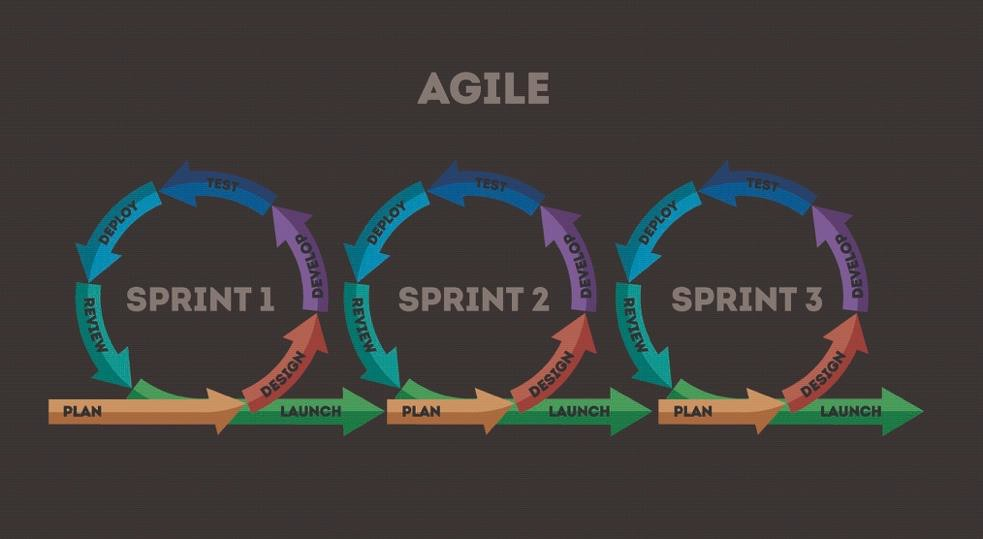 AGILE
TEST
DEPLOY
DEVELOP
REVIEW
SPRINT 1
DESIGN
PLAN
LAUNCH
TEST
DEPLOY
DEVELOP
REVIEW
SPRINT 2
DESIGN
PLAN
LAUNCH
TEST
DEPLOY
DEVELOP
REVIEW
SPRINT 3
DESIGN
PLAN
LAUNCH